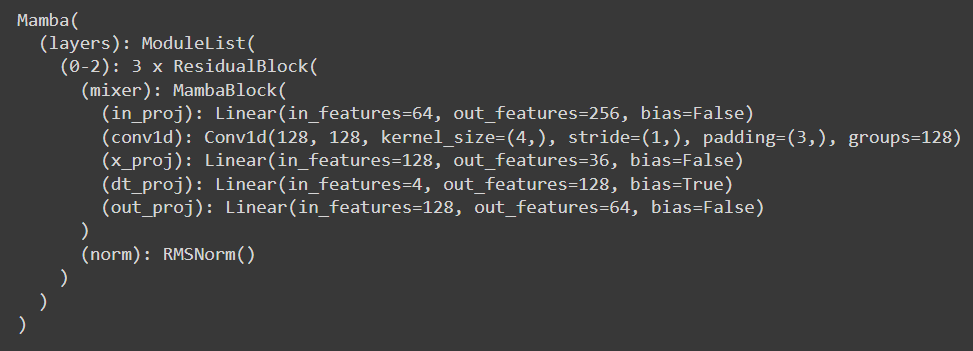 Mamba(
  (layers): ModuleList(
    (0-2): 3 x ResidualBlock(
      (mixer): MambaBlock(
        (in_proj): Linear(in_features=64, out_features=256, bias=False)
        (conv1d): Conv1d(128, 128, kernel_size=(4,), stride=(1,), padding=(3,), groups=128)
        (x_proj): Linear(in_features=128, out_features=36, bias=False)
        (dt_proj): Linear(in_features=4, out_features=128, bias=True)
        (out_proj): Linear(in_features=128, out_features=64, bias=False)
      )
      (norm): RMSNorm()
    )
  )
)